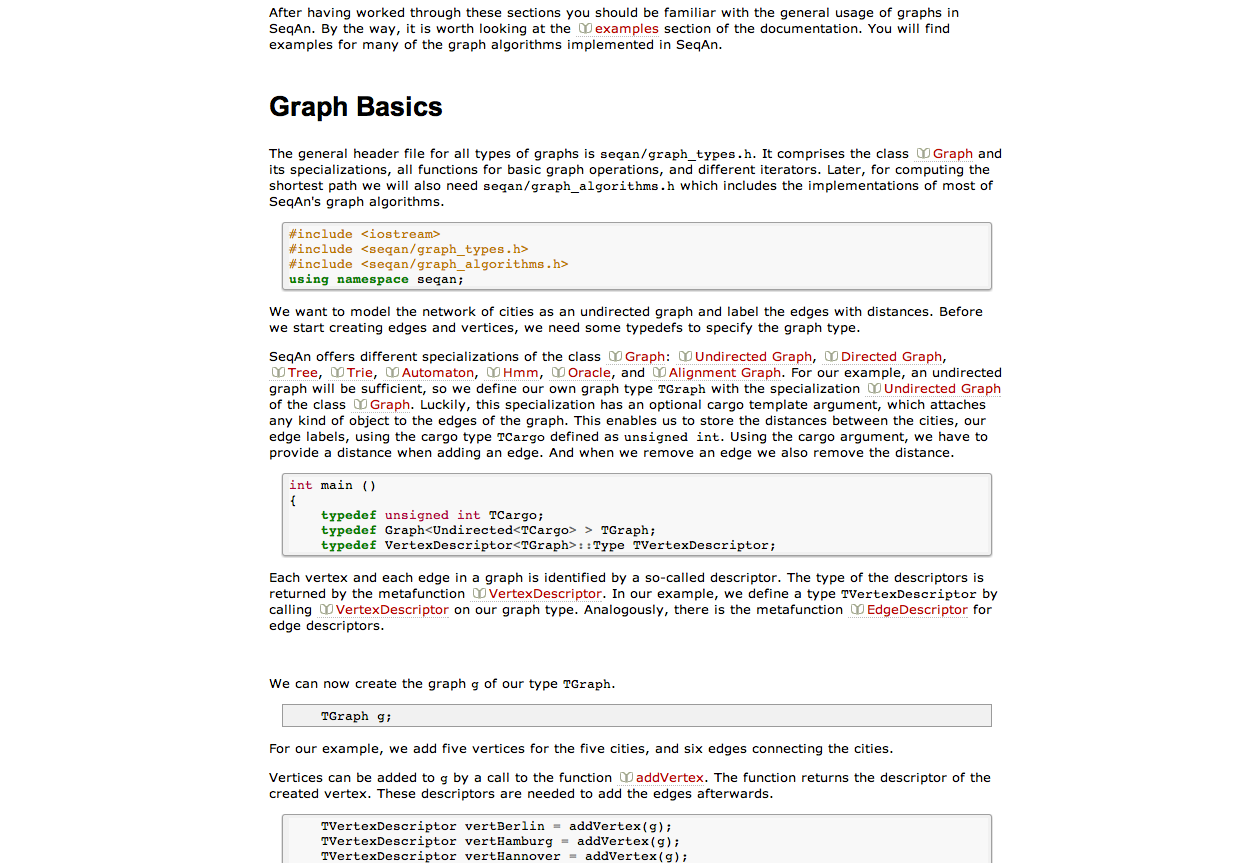 After having worked through these sections you should be familiar with the general usage of graphs in
SeqAn. By the way, it is worth looking at the examples section of the documentation. You will find
examples for many of the graph algorithms implemented in SeqAn.
Graph Basics
The general header file for all types of graphs is seqan/graph_types.h. It comprises the class Graph and
its specializations, all functions for basic graph operations, and different iterators. Later, for computing the
shortest path we will also need seqan/graph_algorithms.h which includes the implementations of most of
SeqAn's graph algorithms.
#include <iostream>
#include <seqan/graph_types.h>
#include <seqan/graph_algorithms.h>
using namespace seqan;
We want to model the network of cities as an undirected graph and label the edges with distances. Before
we start creating edges and vertices, we need some typedefs to specify the graph type.
SeqAn offers different specializations of the class Graph: Undirected Graph, Directed Graph,
Tree, Trie, Automaton, Hmm, Oracle, and Alignment Graph. For our example, an undirected
graph will be sufficient, so we define our own graph type TGraph with the specialization Undirected Graph
of the class Graph. Luckily, this specialization has an optional cargo template argument, which attaches
any kind of object to the edges of the graph. This enables us to store the distances between the cities, our
edge labels, using the cargo type TCargo defined as unsigned int. Using the cargo argument, we have to
provide a distance when adding an edge. And when we remove an edge we also remove the distance.
int main ()
{
    typedef unsigned int TCargo;
    typedef Graph<Undirected<TCargo> > TGraph;
    typedef VertexDescriptor<TGraph>::Type TVertexDescriptor;
Each vertex and each edge in a graph is identified by a so-called descriptor. The type of the descriptors is
returned by the metafunction VertexDescriptor. In our example, we define a type TVertexDescriptor by
calling VertexDescriptor on our graph type. Analogously, there is the metafunction EdgeDescriptor for
edge descriptors.
We can now create the graph g of our type TGraph.
    TGraph g;
For our example, we add five vertices for the five cities, and six edges connecting the cities.
Vertices can be added to g by a call to the function addVertex. The function returns the descriptor of the
created vertex. These descriptors are needed to add the edges afterwards.
    TVertexDescriptor vertBerlin = addVertex(g);
    TVertexDescriptor vertHamburg = addVertex(g);
    TVertexDescriptor vertHannover = addVertex(g);